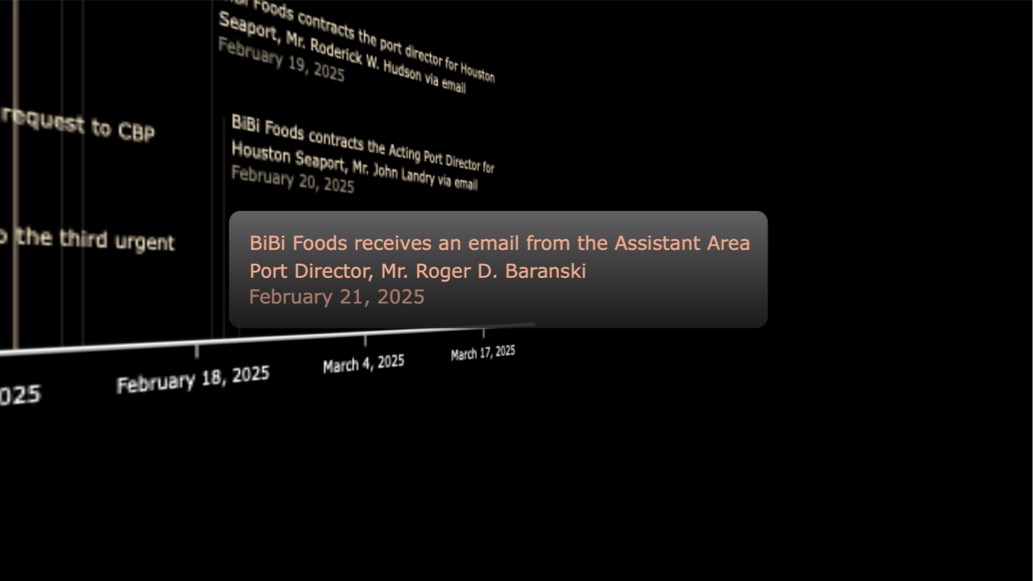 Foods contracts the port director for Houston
Seaport, Mr. Roderick W. Hudson via email
February 19, 2025
request to CBP
BiBi Foods contracts the Acting Port Director for
Houston Seaport, Mr. John Landry via email
February 20, 2025
the third urgent
BiBi Foods receives an email from the Assistant Area
Port Director, Mr. Roger D. Baranski
February 21, 2025
025
February 18, 2025
March 4, 2025
March 17, 2025